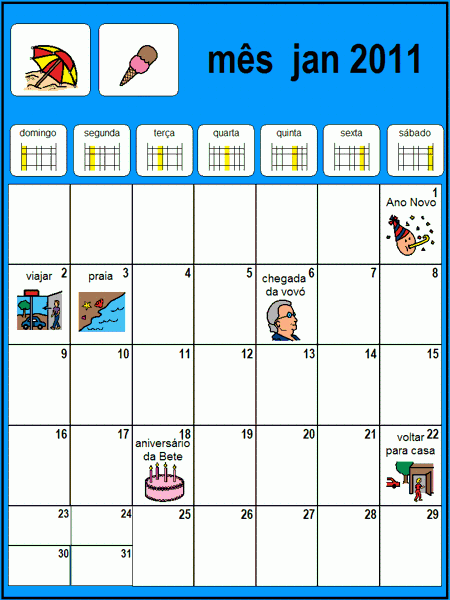 mês jan 2011
domingo segunda terça quarta quinta sexta sábado
1
Ano Novo
viajar 2 praia 3 4 5 6 7 8
chegada
da vovó
9 10 11 12 13 14 15
16 17 18 19 20 21 22
aniversário
da Bete
voltar
para casa
23 24 25 26 27 28 29
30 31